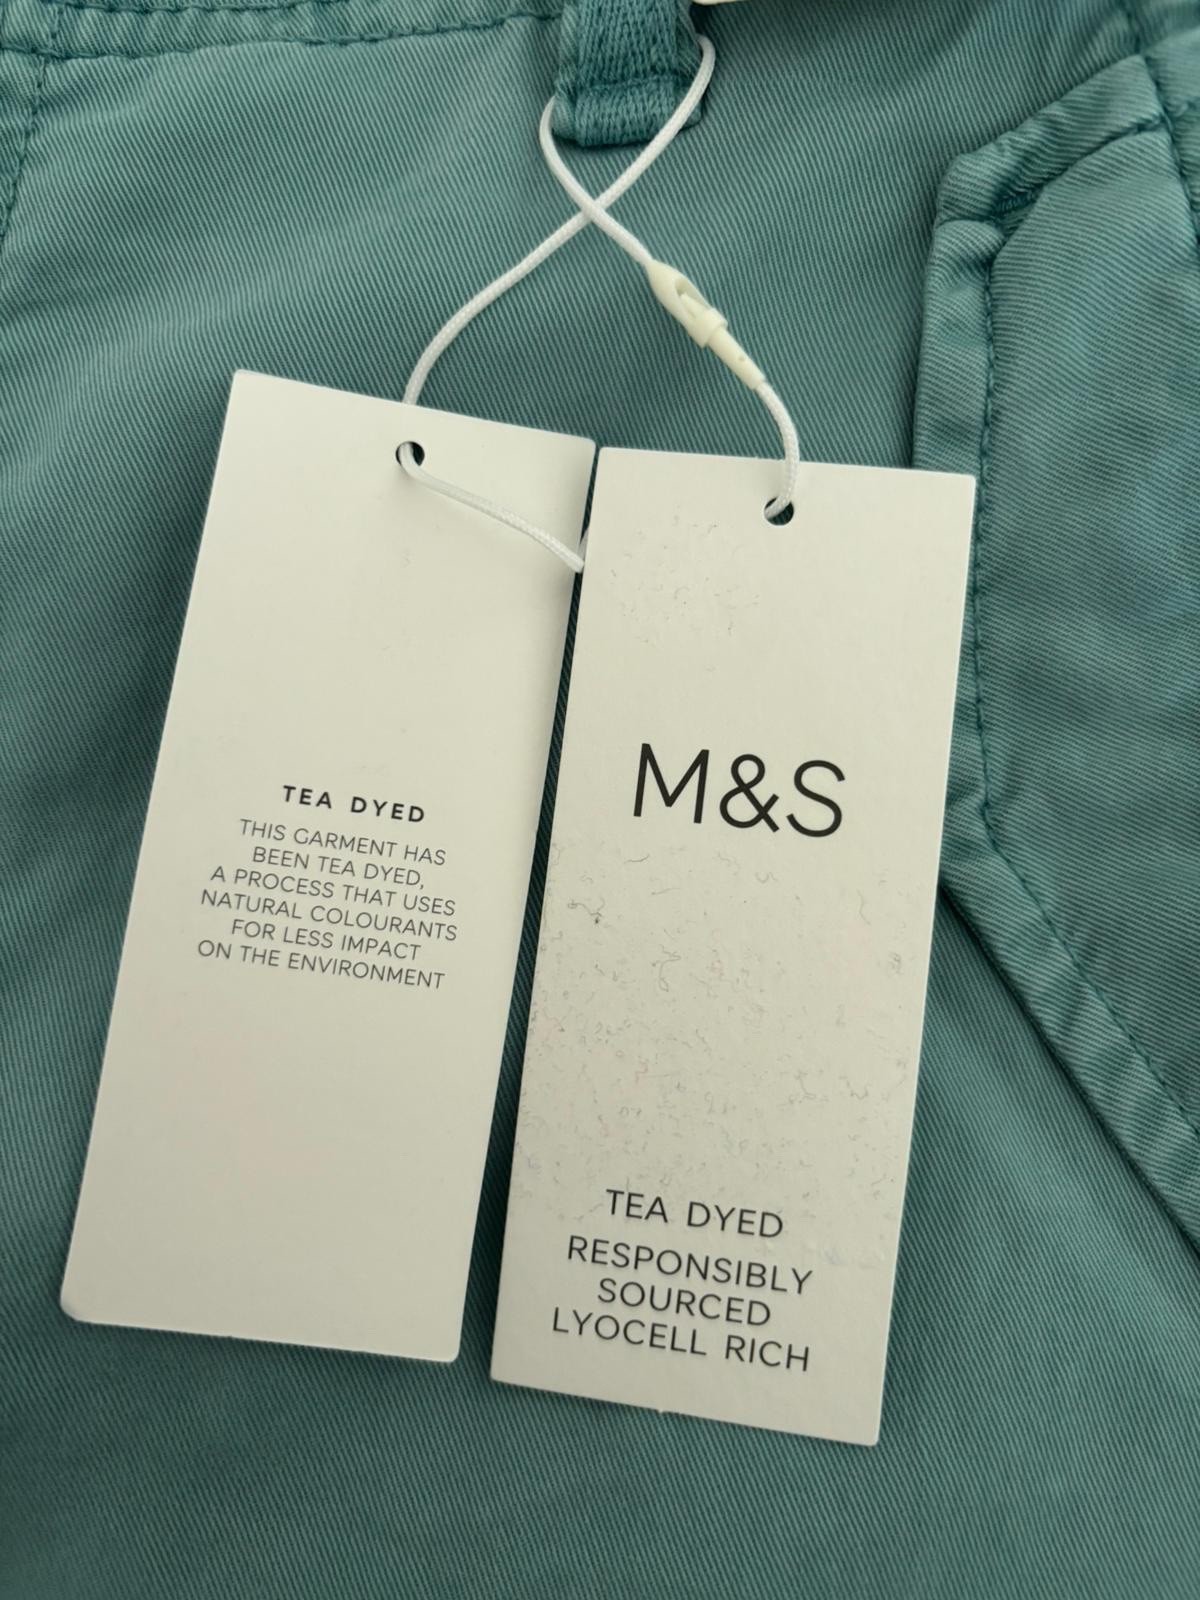 TEA DYED
THIS GARMENT HAS
BEEN TEA DYED,
A PROCESS THAT USES
NATURAL COLOURANTS
FOR LESS IMPACT
ON THE ENVIRONMENT
M&S
TEA DYED
RESPONSIBLY
SOURCED
LYOCELL RICH